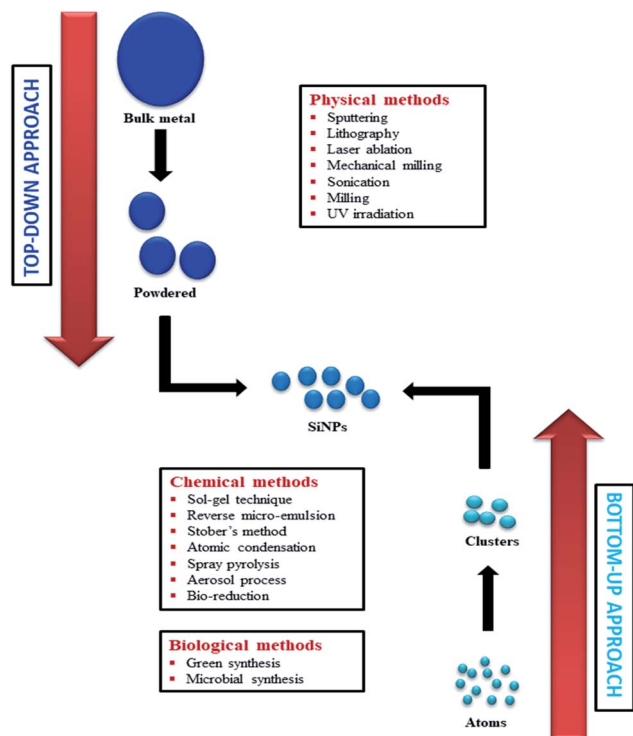 TOP-DOWN APPROACH
Bulk metal
Powdered
Physical methods
Sputtering
Lithography
Laser ablation
Mechanical milling
Sonication
Milling
UV irradiation
SiNPs
Chemical methods
Sol-gel technique
Reverse micro-emulsion
Stober's method
Atomic condensation
Spray pyrolysis
Aerosol process
Bio-reduction
Biological methods
Green synthesis
Microbial synthesis
Clusters
Atoms
BOTTOM-UP APPROACH